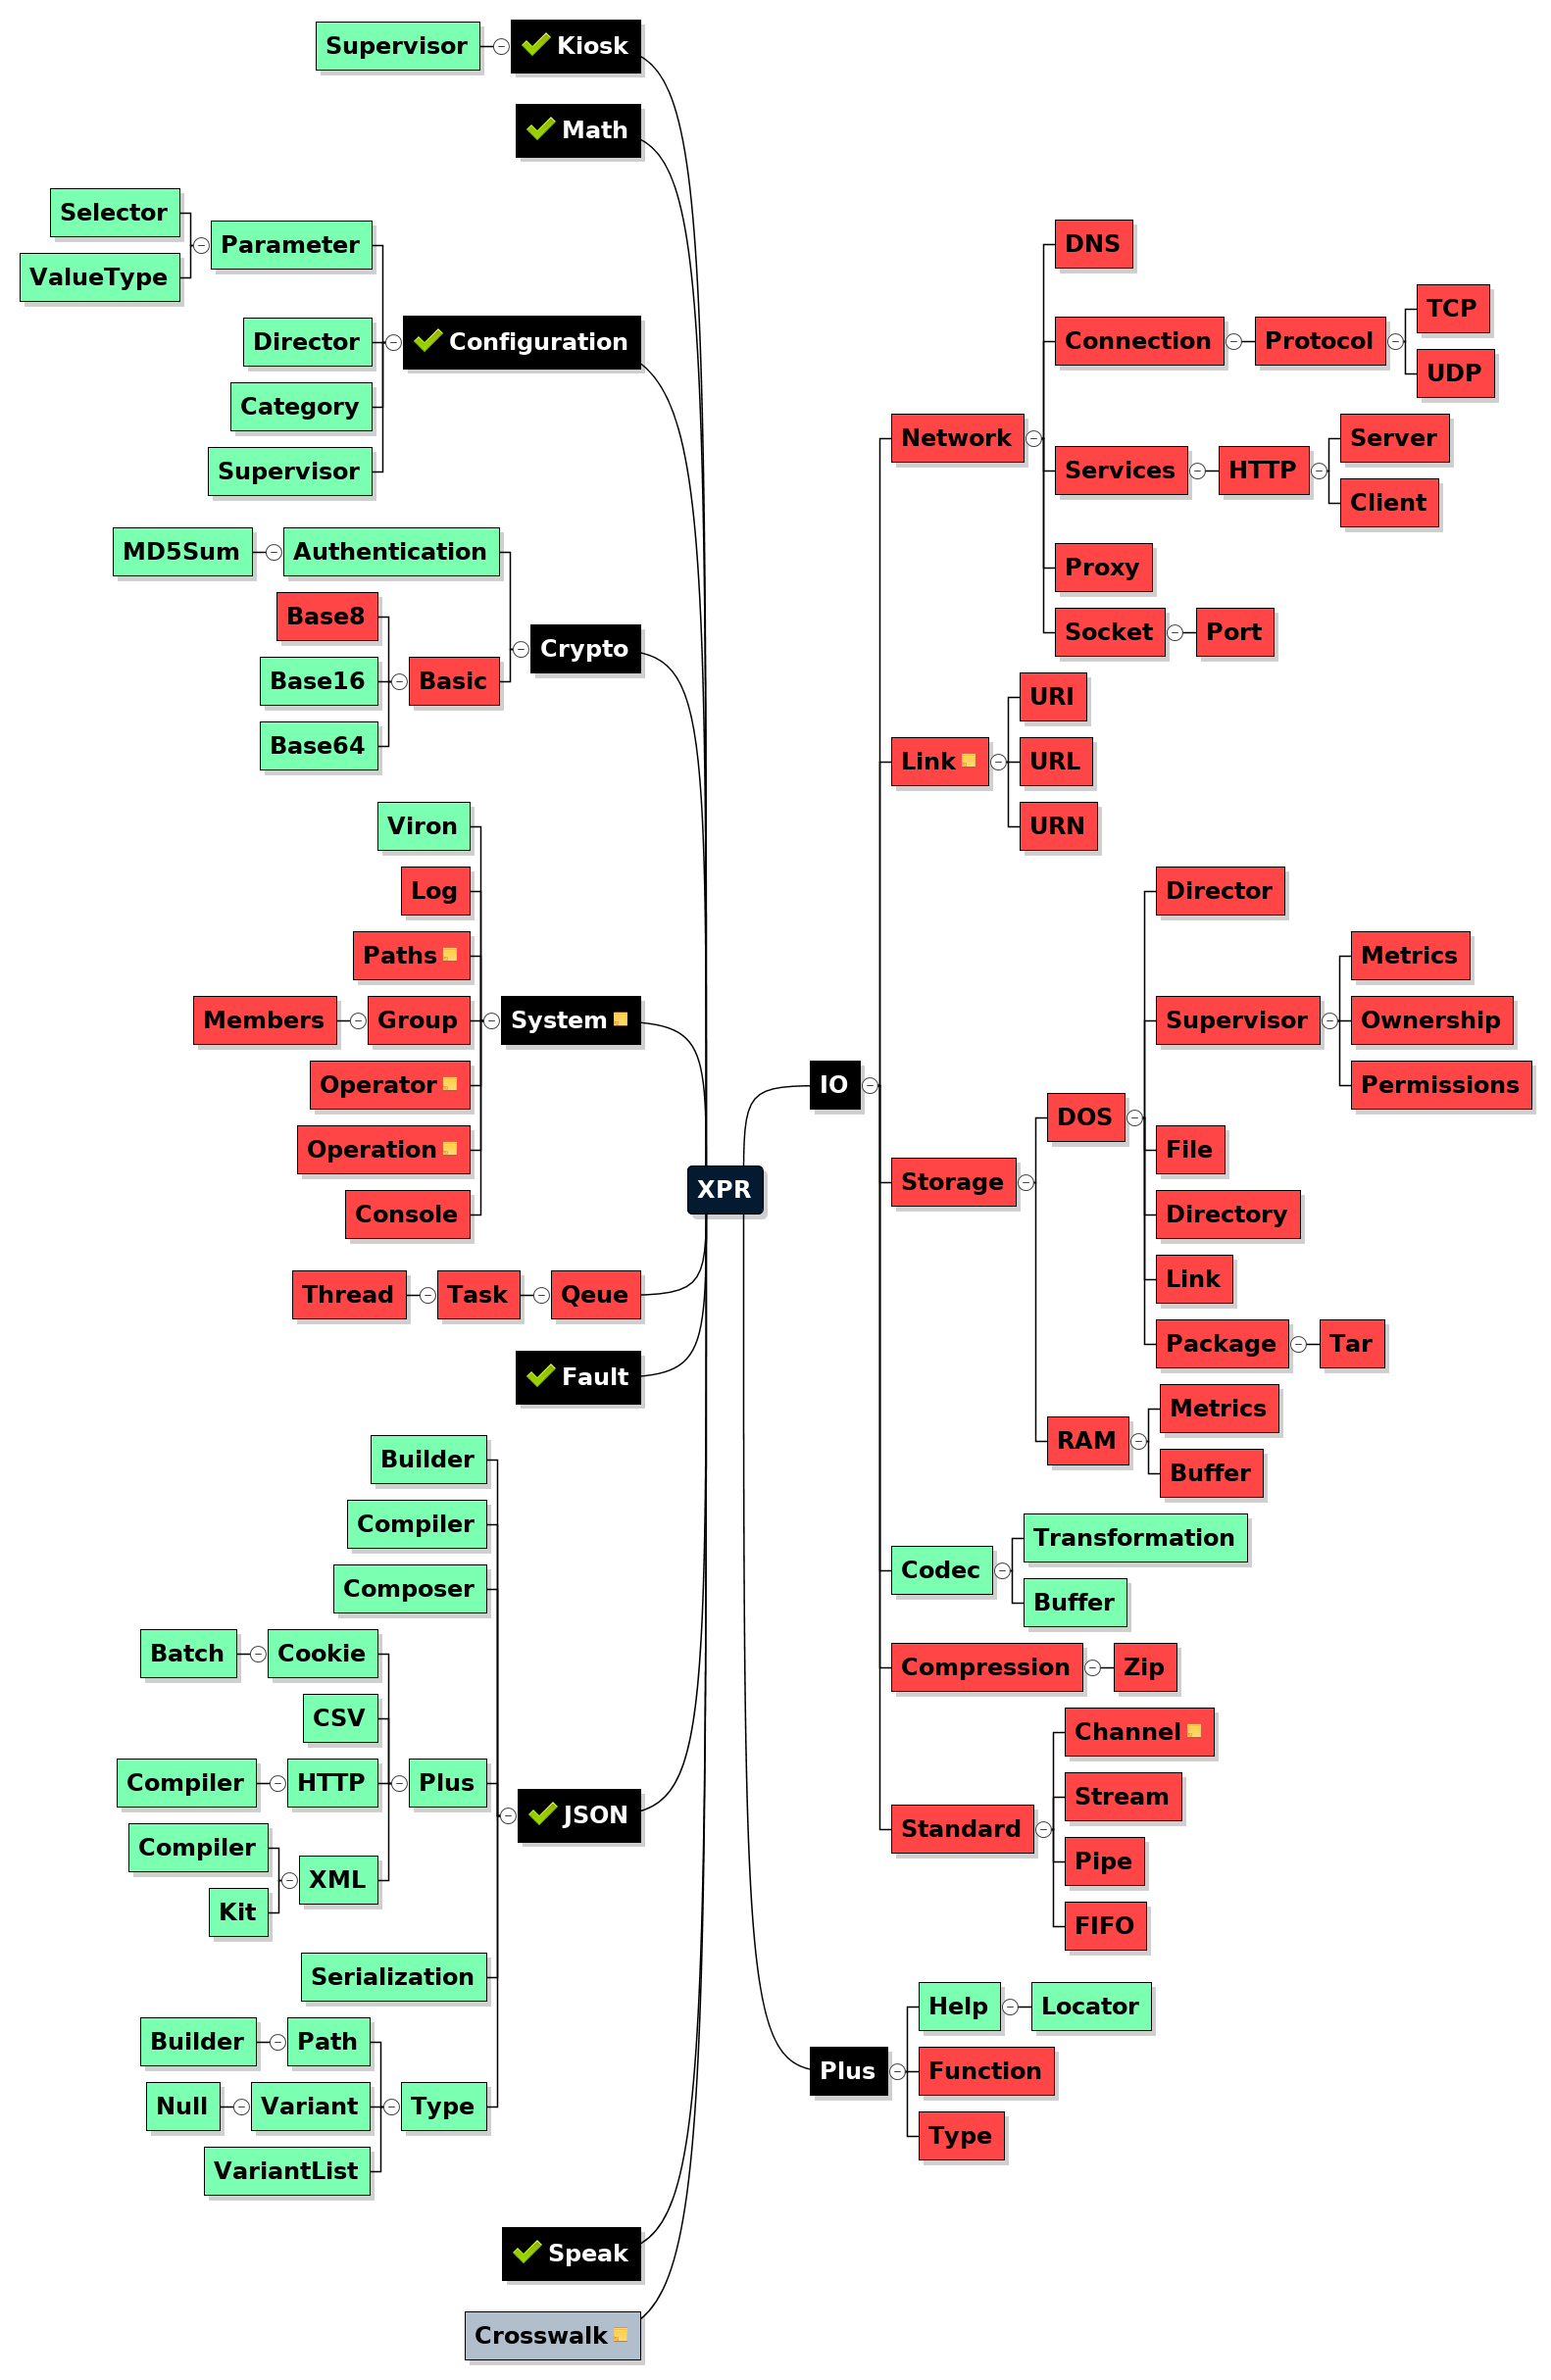 Supervisor
Kiosk
Math
Selector
ValueType
Parameter
Director
Category
Supervisor
Configuration
MD5Sum
Authentication
Base8
Base16
Base64
Basic
Crypto
Viron
Log
Paths
Members
Group
Operator
Operation
Console
System
Thread
Task
Qeue
Fault
Builder
Compiler
Composer
Batch
Cookie
CSV
Compiler
HTTP
Compiler
Kit
XML
Plus
Serialization
Builder
Path
Null
Variant
VariantList
Type
JSON
Speak
Crosswalk
XPR
IO
Network
DNS
Connection
Protocol
TCP
UDP
Services
HTTP
Server
Client
Proxy
Socket
Port
Link
URI
URL
URN
Storage
DOS
Director
Supervisor
Metrics
Ownership
Permissions
File
Directory
Link
Package
Tar
RAM
Metrics
Buffer
Codec
Transformation
Buffer
Compression
Zip
Standard
Channel
Stream
Pipe
FIFO
Plus
Help
Locator
Function
Type